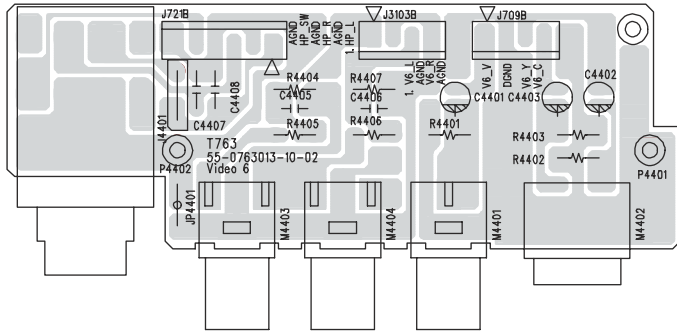 J721B
AGND
HP_SW
AGND
HP_R
AGND
1. HP_L
J3103B
1. V6_L
AGND
V6_R
AGND
J709B
V6_V
DGND
V6_Y
V6_C
C4402
R4404
C4405
R4407
C4406
C4401
C4403
C4408
C4407
R4405
R4406
R4401
R4403
R4402
J4401
T763
55-0763013-10-02
Video 6
P4402
P4401
JP4401
M4403
M4404
M4401
M4402